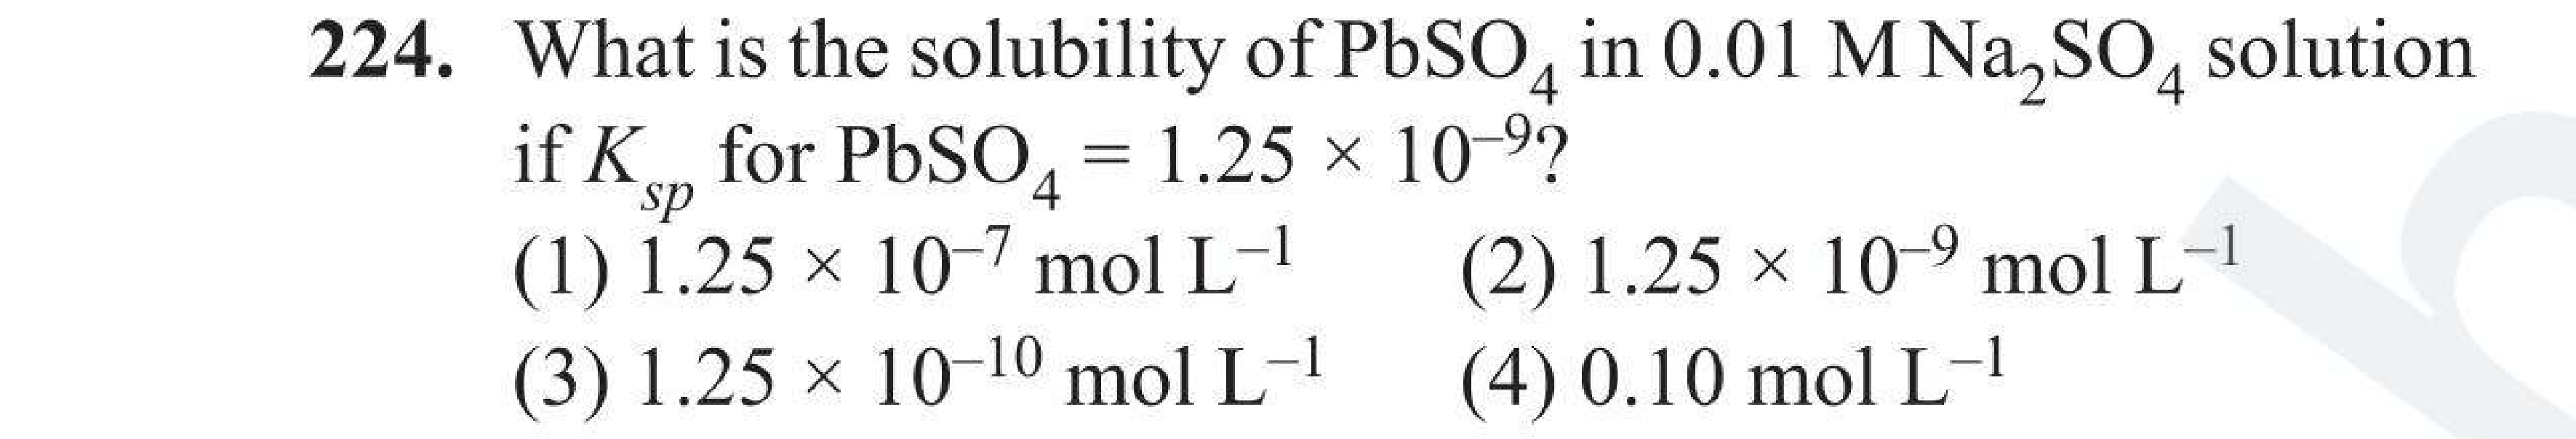 224. What is the solubility of PbSO₄ in 0.01 M Na₂SO₄ solution
if Kₛₚ for PbSO₄ = 1.25 × 10⁻⁹?
(1) 1.25 × 10⁻⁷ mol L⁻¹ (2) 1.25 × 10⁻⁹ mol L⁻¹
(3) 1.25 × 10⁻¹⁰ mol L⁻¹ (4) 0.10 mol L⁻¹